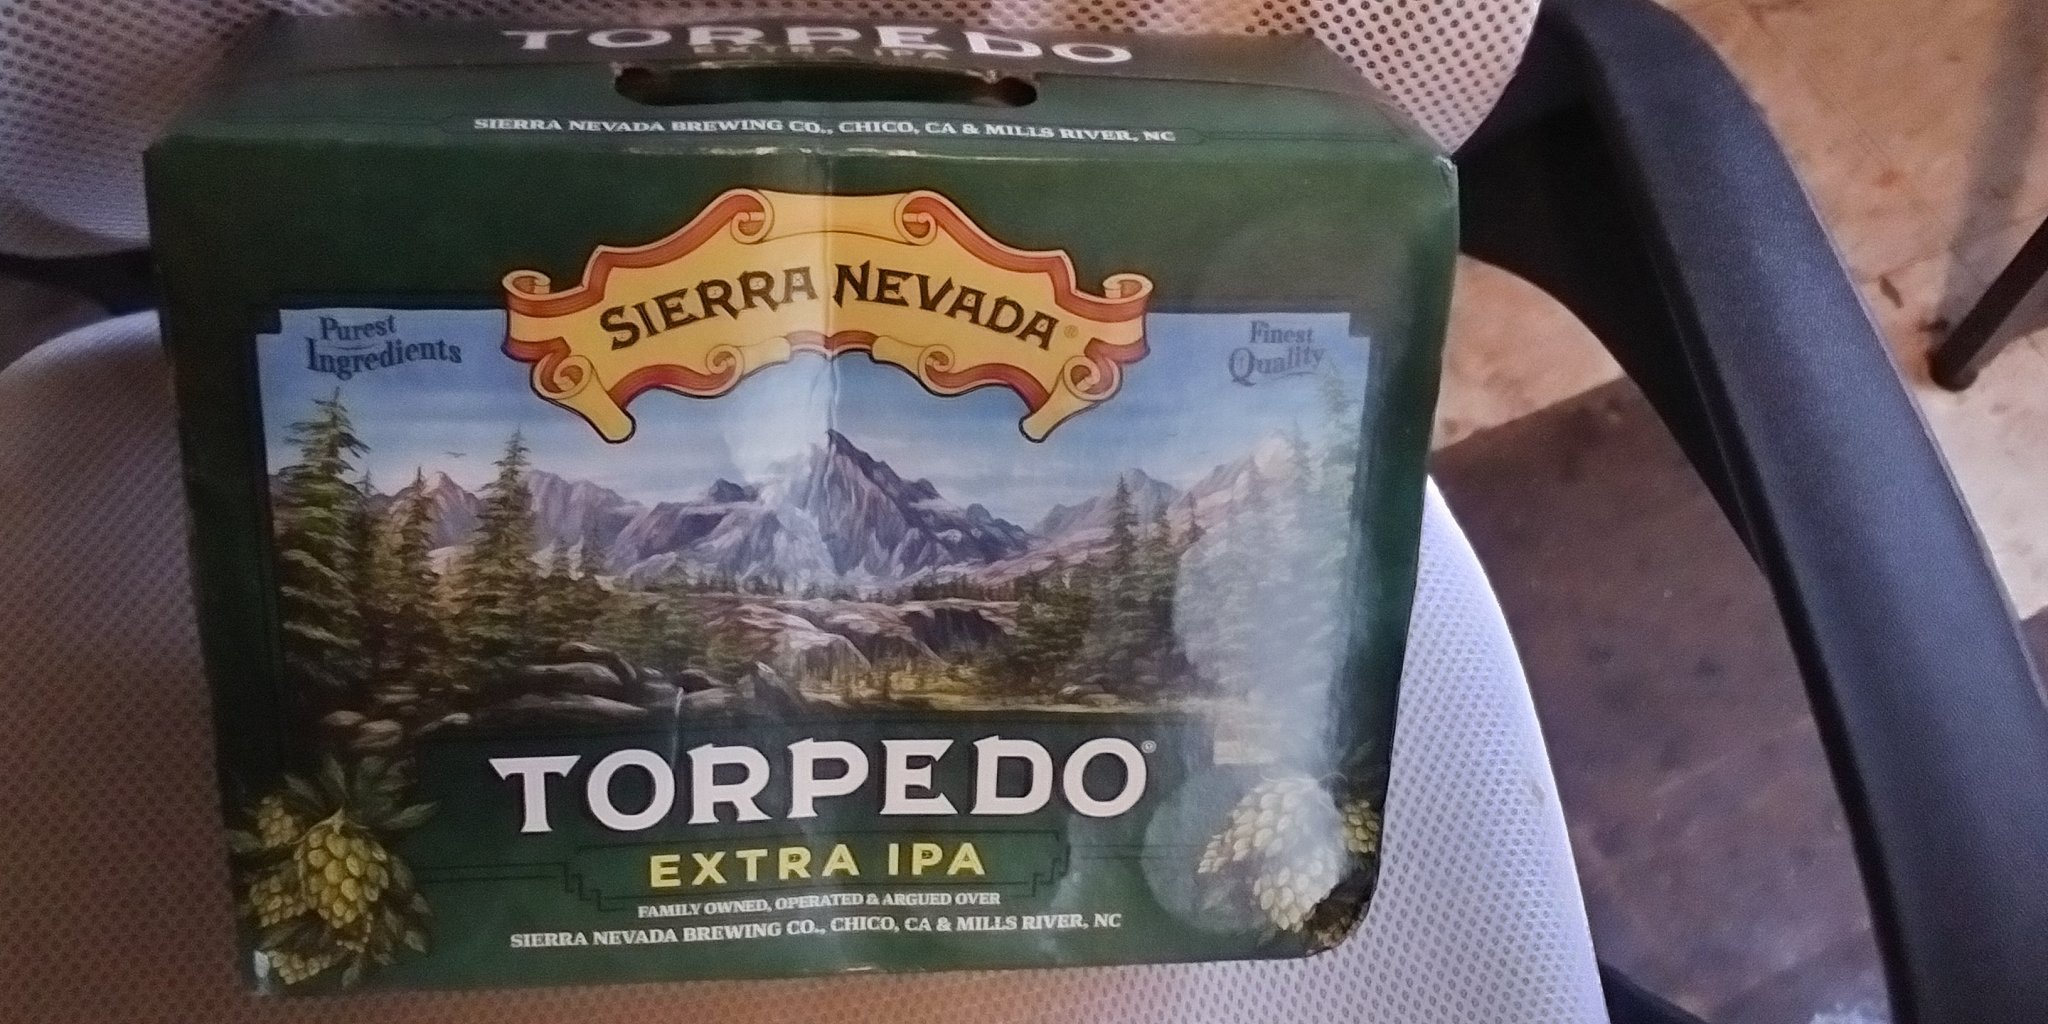 TORPEDO
EXTRA IPA
SIERRA NEVADA BREWING CO., CHICO, CA & MILLS RIVER, NC
SIERRA NEVADA®
Purest
Ingredients
Finest
Quality
TORPEDO®
EXTRA IPA
FAMILY OWNED, OPERATED & ARGUED OVER
SIERRA NEVADA BREWING CO., CHICO, CA & MILLS RIVER, NC